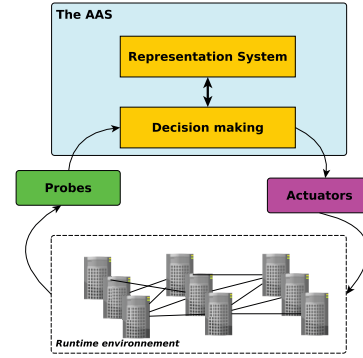 The AAS
Representation System
Decision making
Probes
Actuators
Runtime environnement